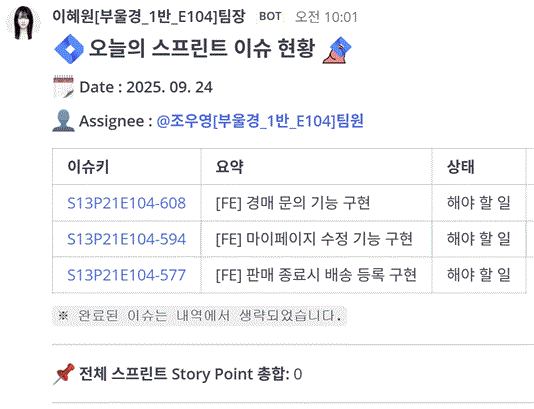 이혜원[부울경_1반_E104]팀장 BOT 오전 10:01
오늘의 스프린트 이슈 현황
Date : 2025. 09. 24
Assignee : @조우영[부울경_1반_E104]팀원
이슈키 요약 상태
S13P21E104-608 [FE] 경매 문의 기능 구현 해야 할 일
S13P21E104-594 [FE] 마이페이지 수정 기능 구현 해야 할 일
S13P21E104-577 [FE] 판매 종료시 배송 등록 구현 해야 할 일
※ 완료된 이슈는 내역에서 생략되었습니다.
전체 스프린트 Story Point 총합: 0